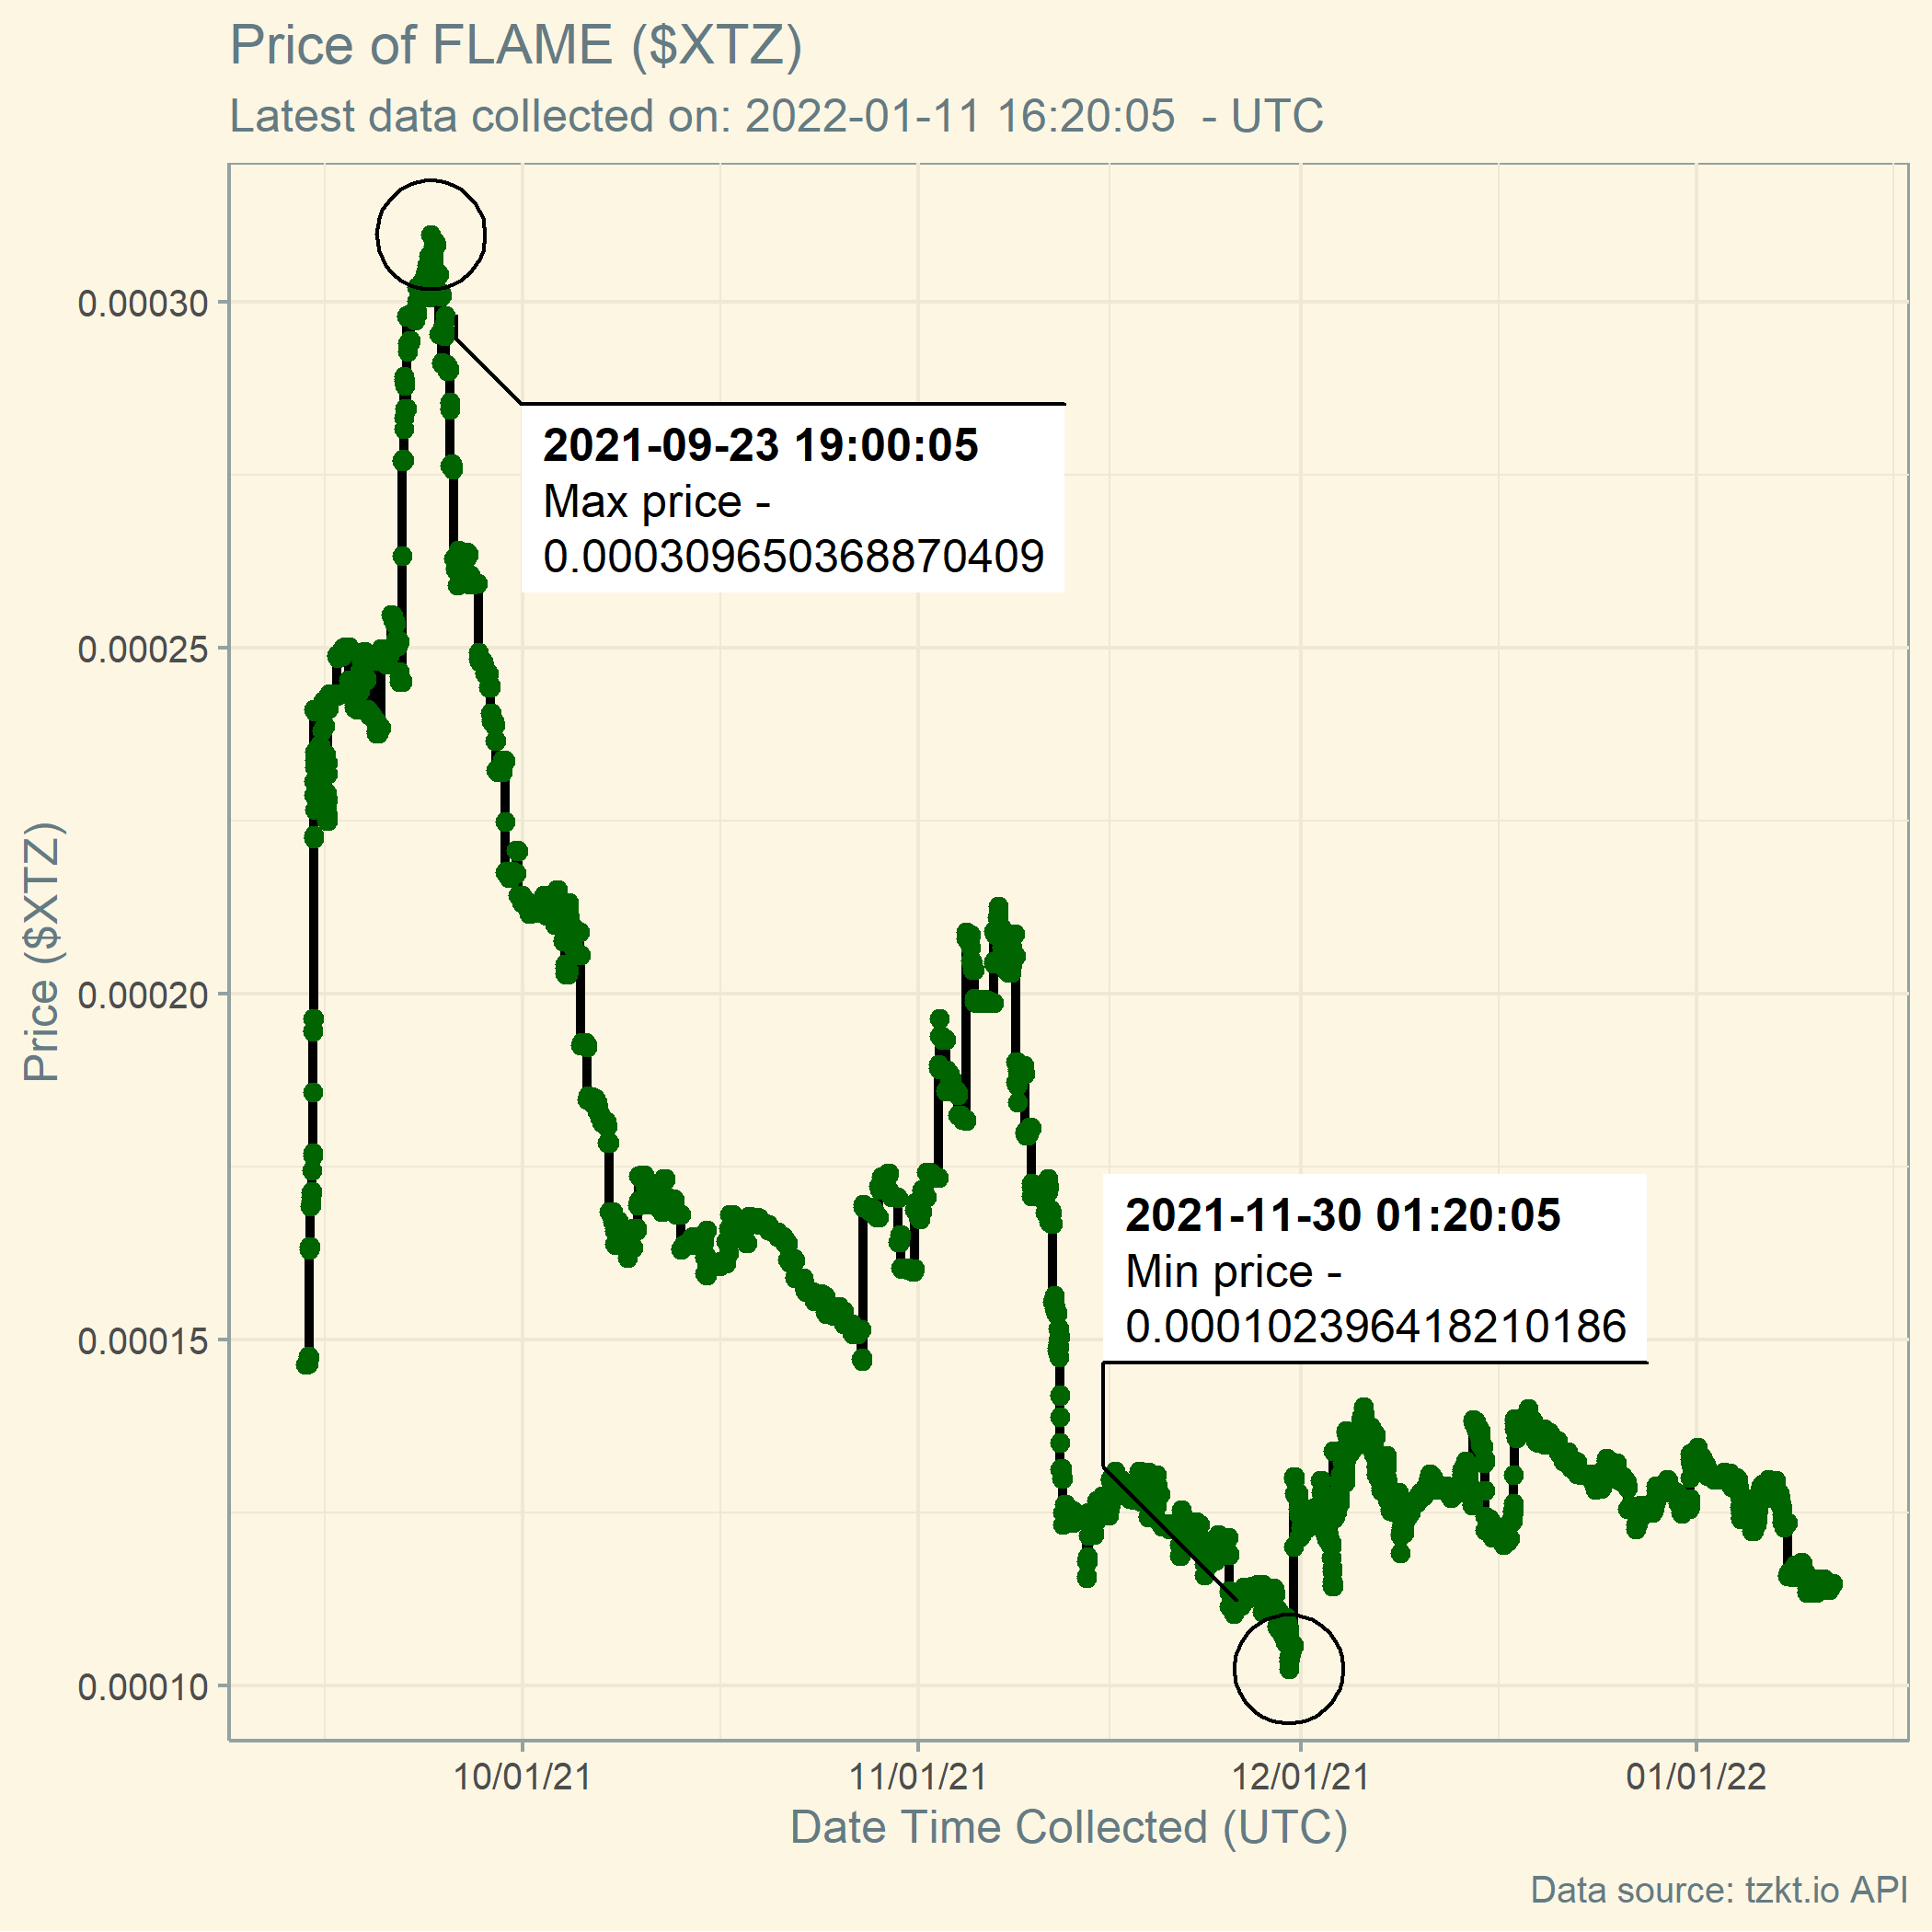 Price of FLAME ($XTZ)
Latest data collected on: 2022-01-11 16:20:05  - UTC
Price ($XTZ)
0.00030
0.00025
0.00020
0.00015
0.00010
2021-09-23 19:00:05
Max price -
0.000309650368870409
2021-11-30 01:20:05
Min price -
0.000102396418210186
10/01/21
11/01/21
12/01/21
01/01/22
Date Time Collected (UTC)
Data source: tzkt.io API